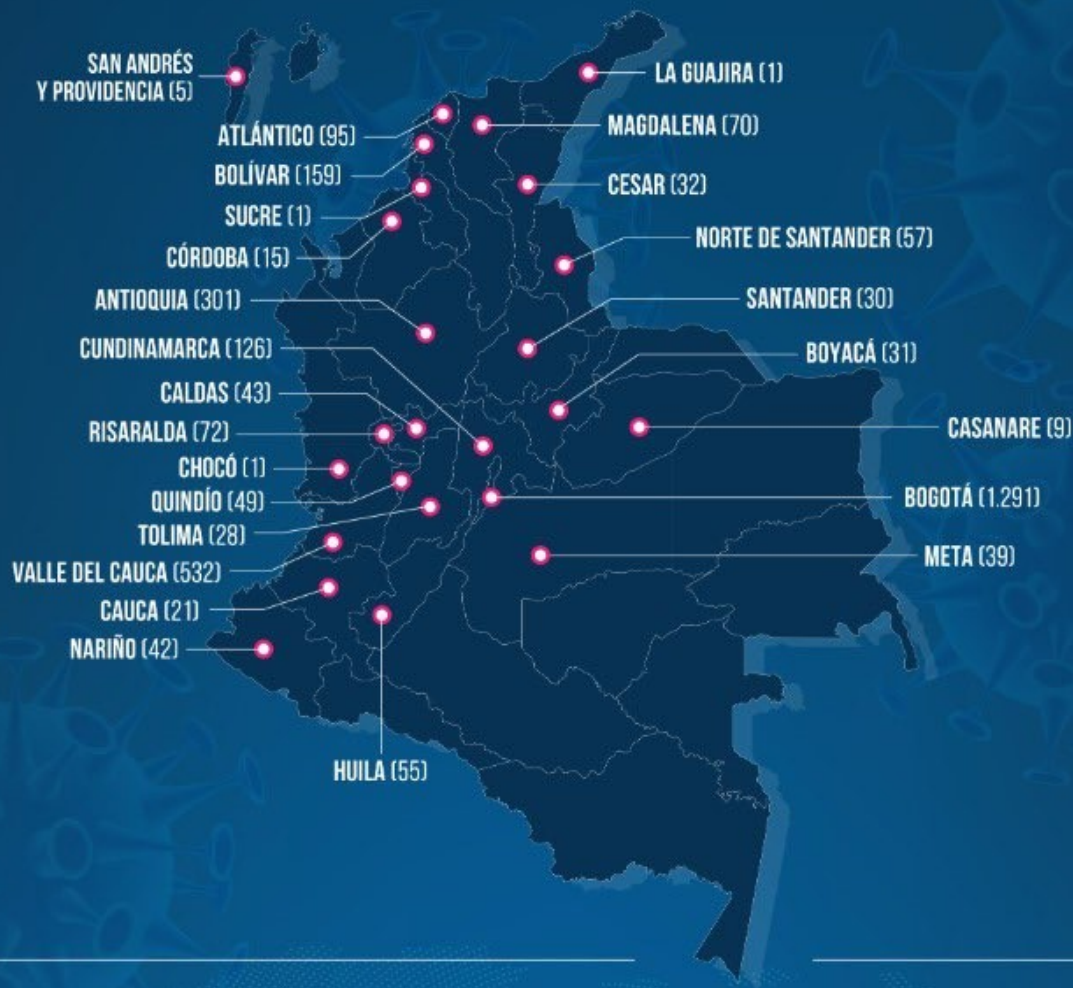 SAN ANDRÉS
Y PROVIDENCIA (5)
ATLÁNTICO (95)
BOLÍVAR (159)
SUCRE (1)
CÓRDOBA (15)
ANTIOQUIA (301)
CUNDINAMARCA (126)
CALDAS (43)
RISARALDA (72)
CHOCÓ (1)
QUINDÍO (49)
TOLIMA (28)
VALLE DEL CAUCA (532)
CAUCA (21)
NARIÑO (42)
HUILA (55)
LA GUAJIRA (1)
MAGDALENA (70)
CESAR (32)
NORTE DE SANTANDER (57)
SANTANDER (30)
BOYACÁ (31)
CASANARE (9)
BOGOTÁ (1.291)
META (39)